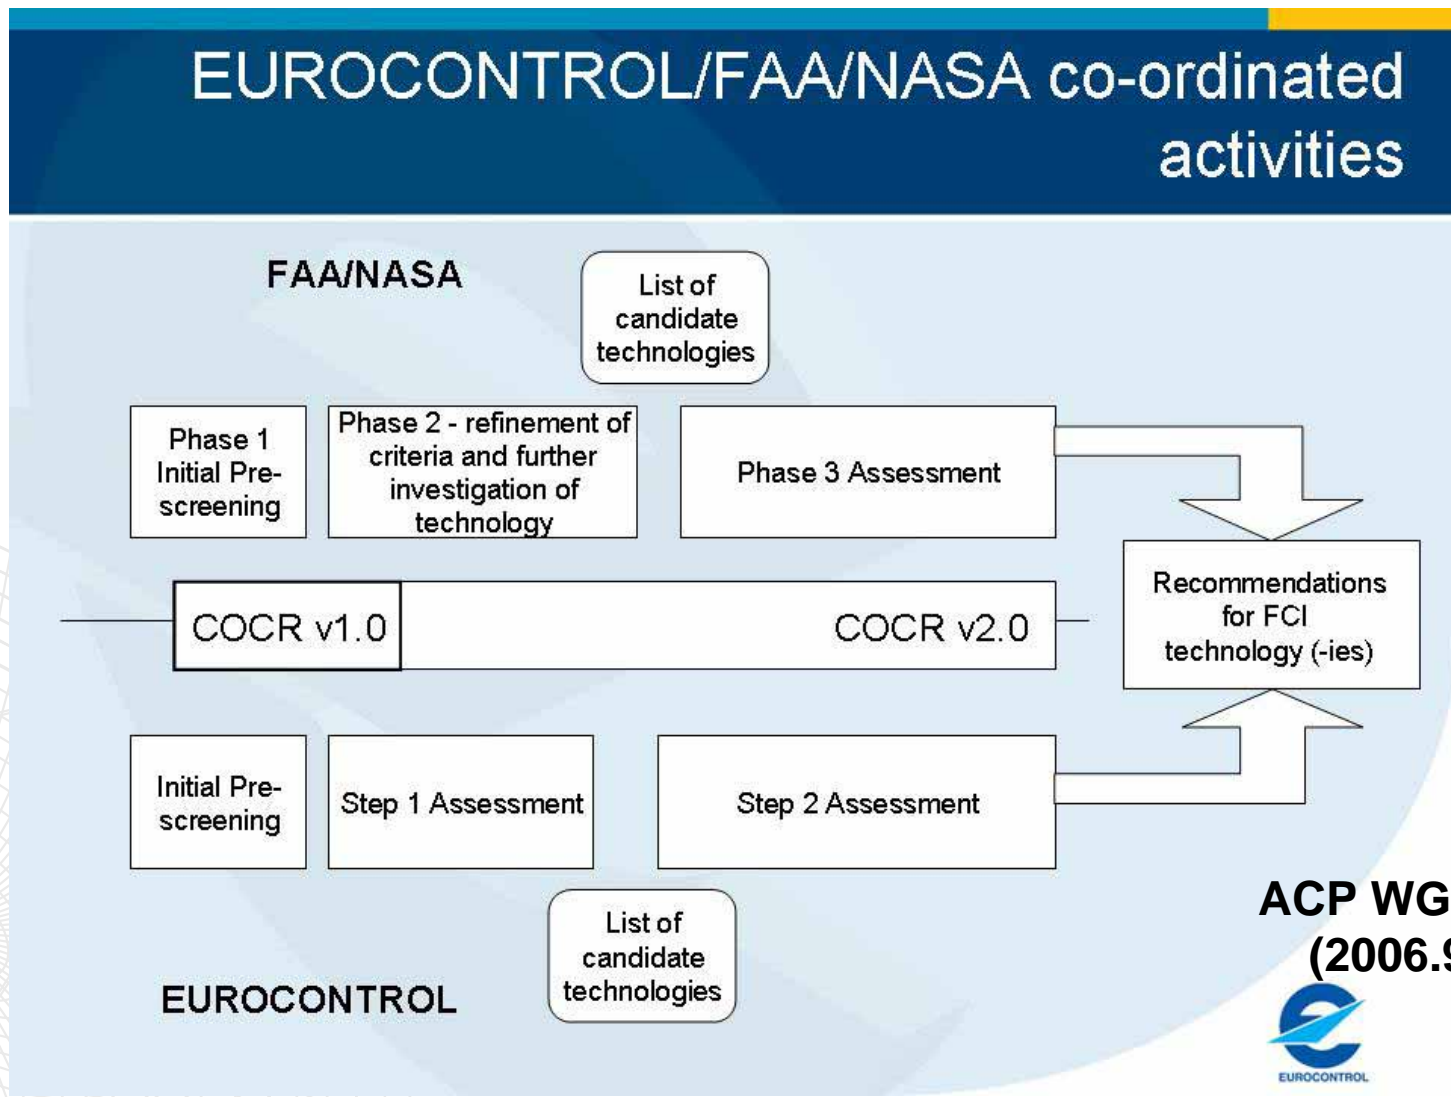 EUROCONTROL/FAA/NASA co-ordinated
activities
FAA/NASA
List of
candidate
technologies
Phase 1
Initial Pre-
screening
Phase 2 - refinement of
criteria and further
investigation of
technology
Phase 3 Assessment
COCR v1.0
COCR v2.0
Recommendations
for FCI
technology (-ies)
Initial Pre-
screening
Step 1 Assessment
Step 2 Assessment
List of
candidate
technologies
EUROCONTROL
ACP WG
(2006.9
EUROCONTROL